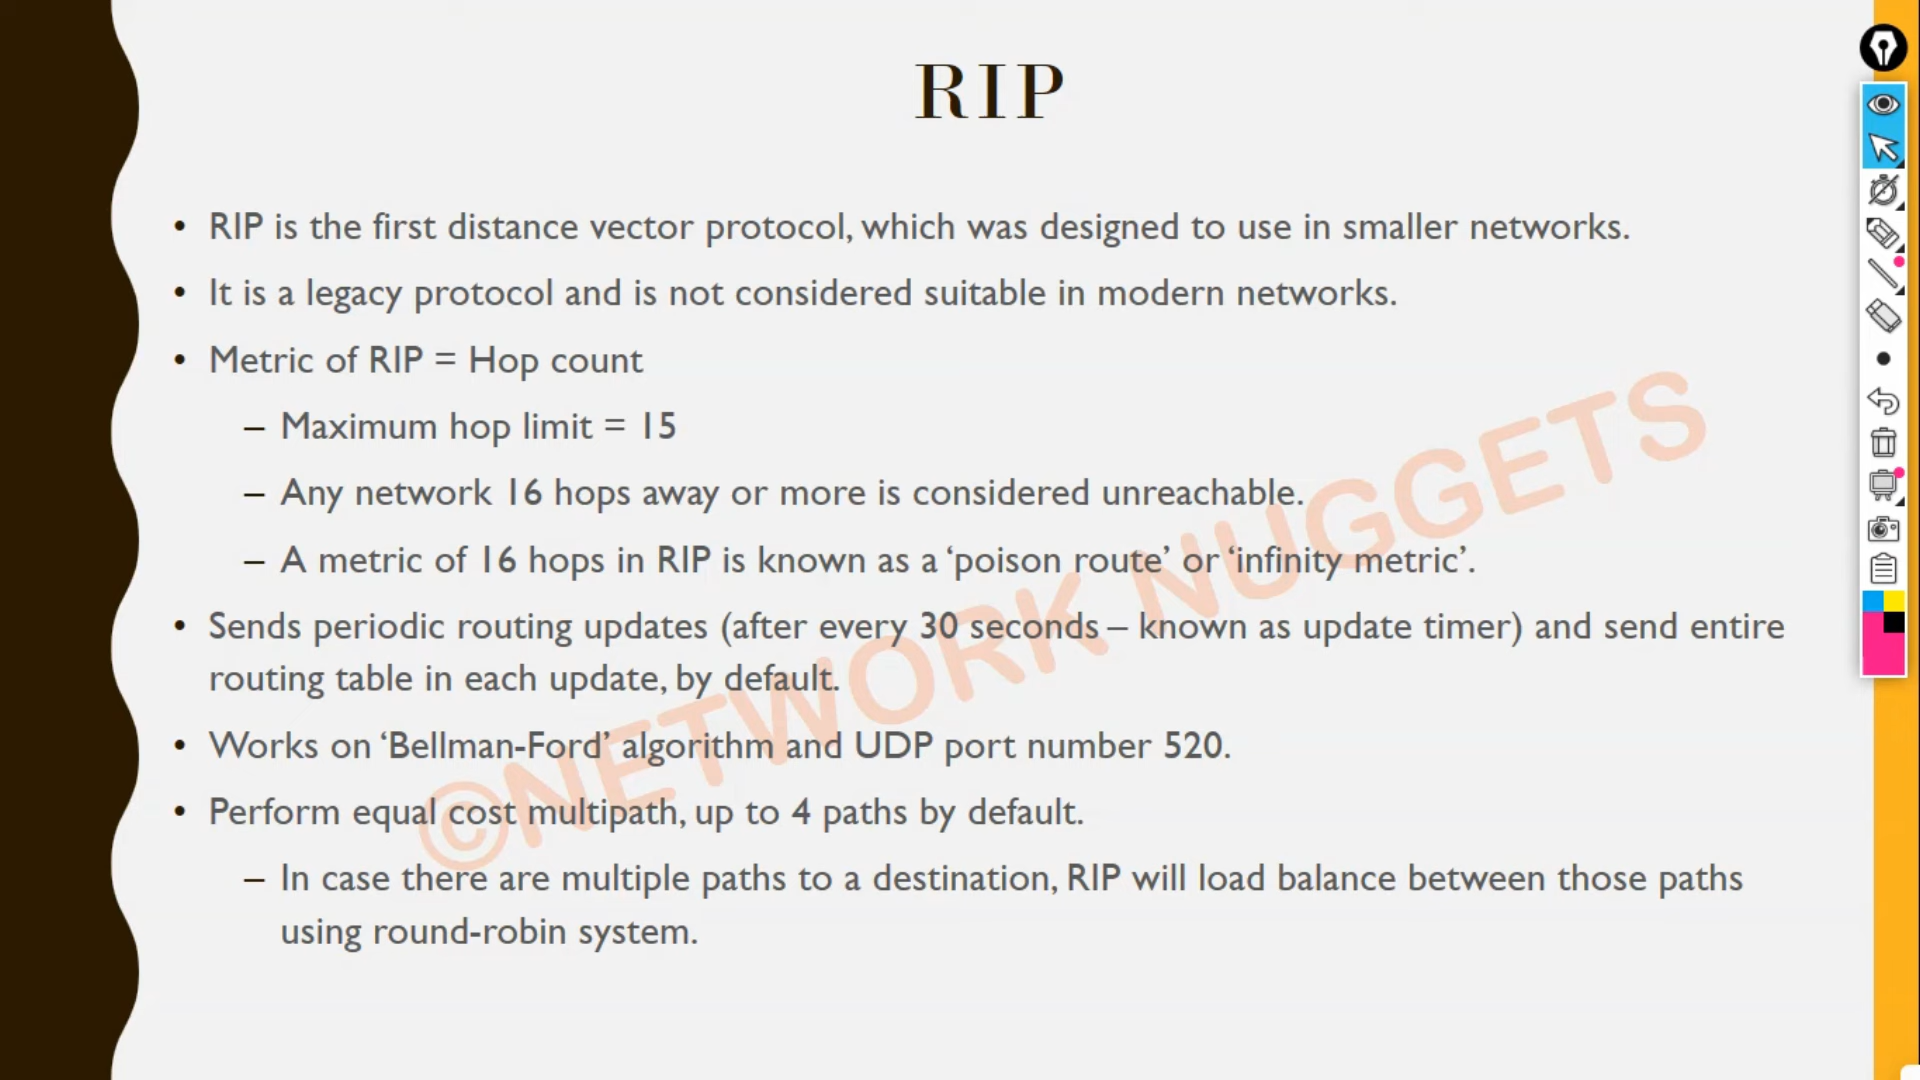 RIP
• RIP is the first distance vector protocol, which was designed to use in smaller networks.
• It is a legacy protocol and is not considered suitable in modern networks.
• Metric of RIP = Hop count
– Maximum hop limit = 15
– Any network 16 hops away or more is considered unreachable.
– A metric of 16 hops in RIP is known as a ‘poison route’ or ‘infinity metric’.
• Sends periodic routing updates (after every 30 seconds – known as update timer) and send entire
routing table in each update, by default.
• Works on ‘Bellman-Ford’ algorithm and UDP port number 520.
• Perform equal cost multipath, up to 4 paths by default.
– In case there are multiple paths to a destination, RIP will load balance between those paths
using round-robin system.
©NETWORK NUGGETS